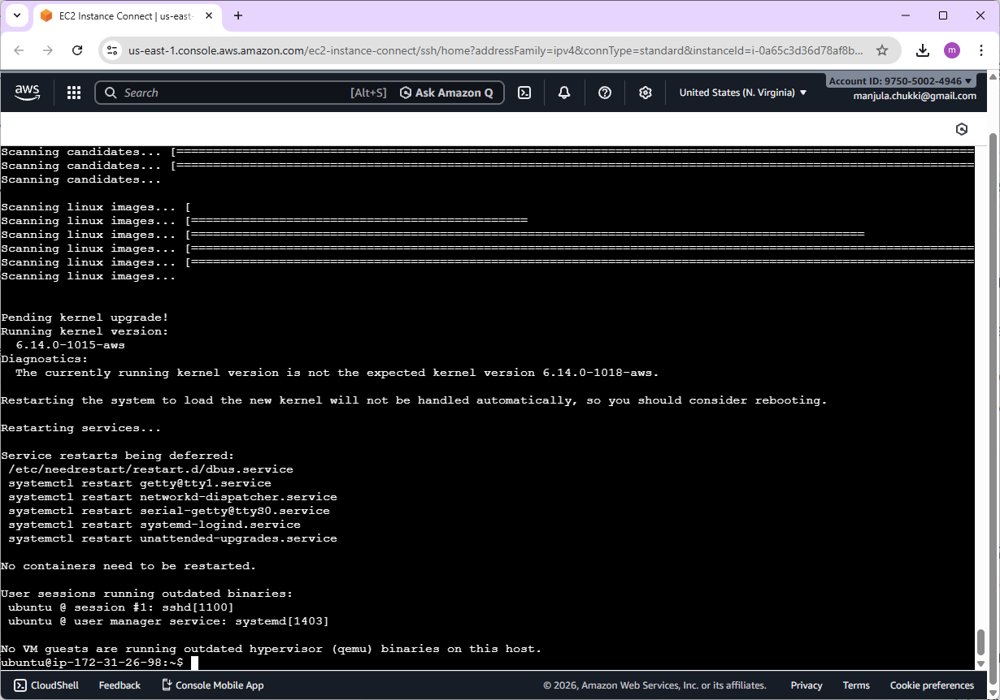 EC2 Instance Connect | us-east-
us-east-1.console.aws.amazon.com/ec2-instance-connect/ssh/home?addressFamily=ipv4&connType=standard&instanceId=i-0a65c3d36d78af8b...
m
aws
Search
[Alt+S]
Ask Amazon Q
United States (N. Virginia)
Account ID: 9750-5002-4946
manjula.chukki@gmail.com
Scanning candidates... [=============================================================================================================
Scanning candidates... [=============================================================================================================
Scanning candidates...
Scanning linux images... [
Scanning linux images... [==============================================
Scanning linux images... [============================================================================================
Scanning linux images... [===========================================================================================================
Scanning linux images... [===========================================================================================================
Scanning linux images...
Pending kernel upgrade!
Running kernel version:
  6.14.0-1015-aws
Diagnostics:
  The currently running kernel version is not the expected kernel version 6.14.0-1018-aws.
Restarting the system to load the new kernel will not be handled automatically, so you should consider rebooting.
Restarting services...
Service restarts being deferred:
 /etc/needrestart/restart.d/dbus.service
 systemctl restart getty@tty1.service
 systemctl restart networkd-dispatcher.service
 systemctl restart serial-getty@ttyS0.service
 systemctl restart systemd-logind.service
 systemctl restart unattended-upgrades.service
No containers need to be restarted.
User sessions running outdated binaries:
 ubuntu @ session #1: sshd[1100]
 ubuntu @ user manager service: systemd[1403]
No VM guests are running outdated hypervisor (qemu) binaries on this host.
ubuntu@ip-172-31-26-98:~$
CloudShell
Feedback
Console Mobile App
© 2026, Amazon Web Services, Inc. or its affiliates.
Privacy
Terms
Cookie preferences